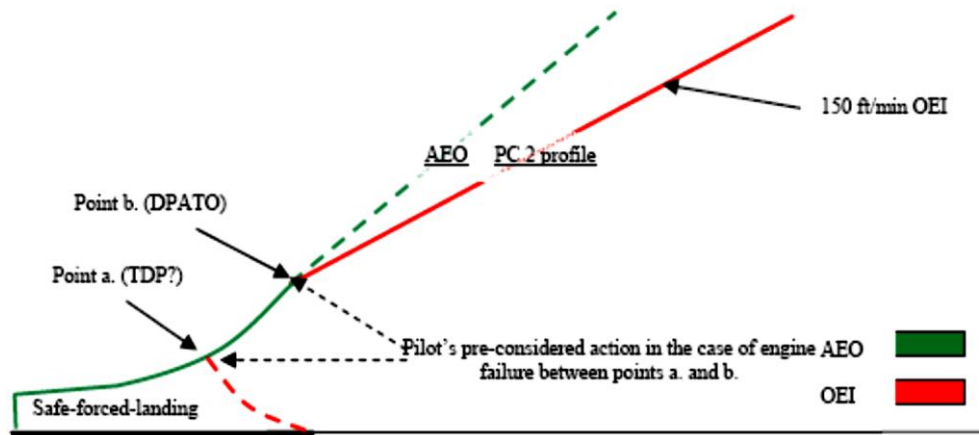 150 ft/min OEI
AEO PC 2 profile
Point b. (DPATO)
Point a. (TDP?)
Pilot's pre-considered action in the case of engine
failure between points a. and b.
AEO
OEI
Safe-forced-landing